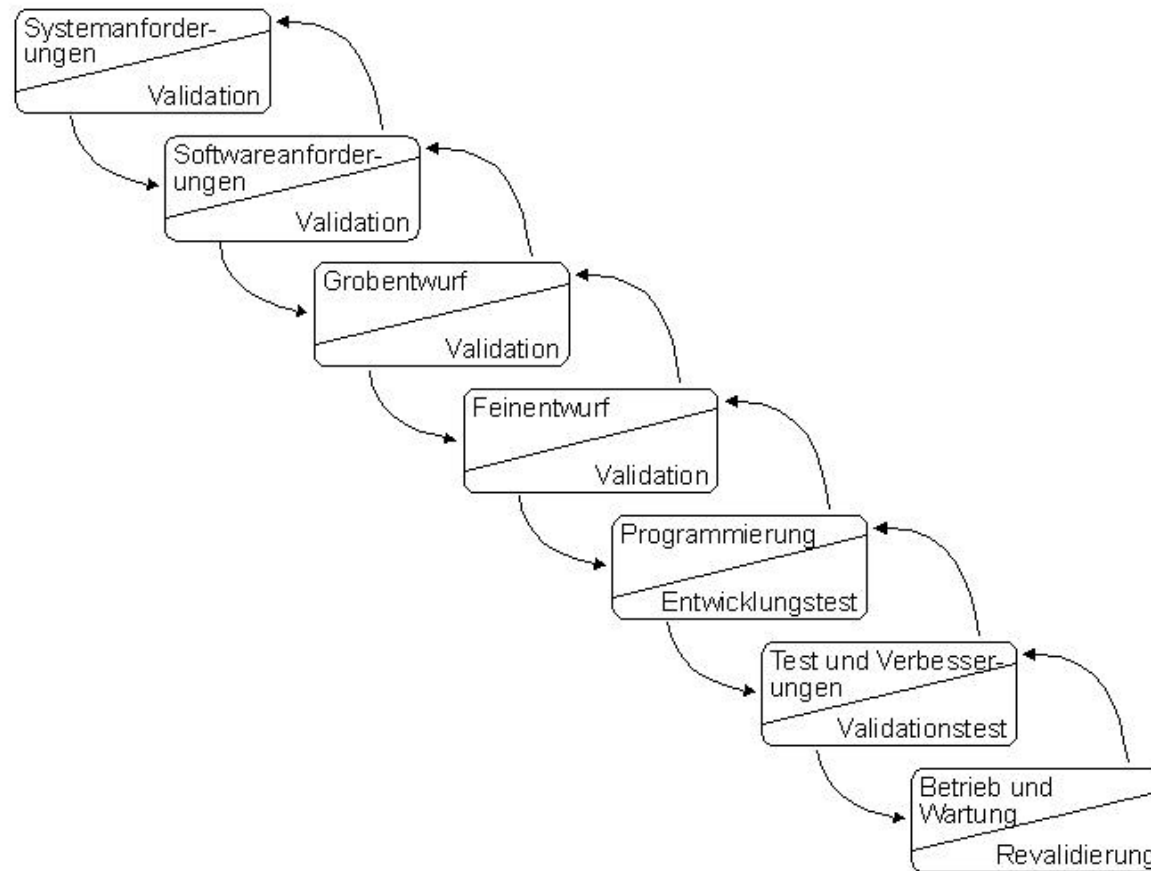 Systemanforder-
ungen
Validation
Softwareanforder-
ungen
Validation
Grobentwurf
Validation
Feinentwurf
Validation
Programmierung
Entwicklungstest
Test und Verbesser-
ungen
Validationstest
Betrieb und
Wartung
Revalidierung